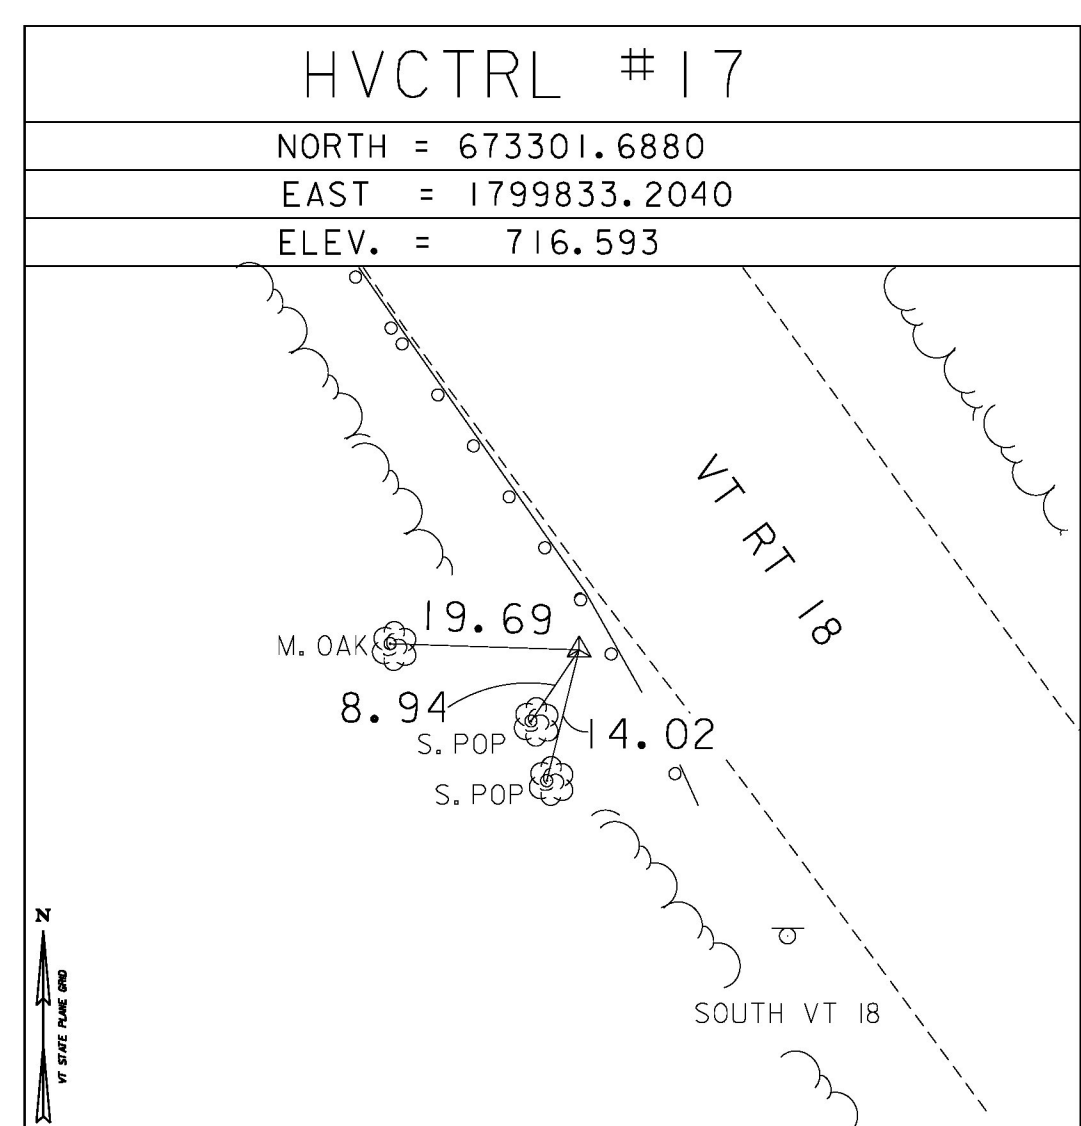 HVCTRL #17
NORTH = 673301.6880
EAST = 1799833.2040
ELEV. = 716.593
VT RT 18
19.69
M. OAK
8.94
14.02
S. POP
S. POP
N
VT STATE PLANE GRID
SOUTH VT 18